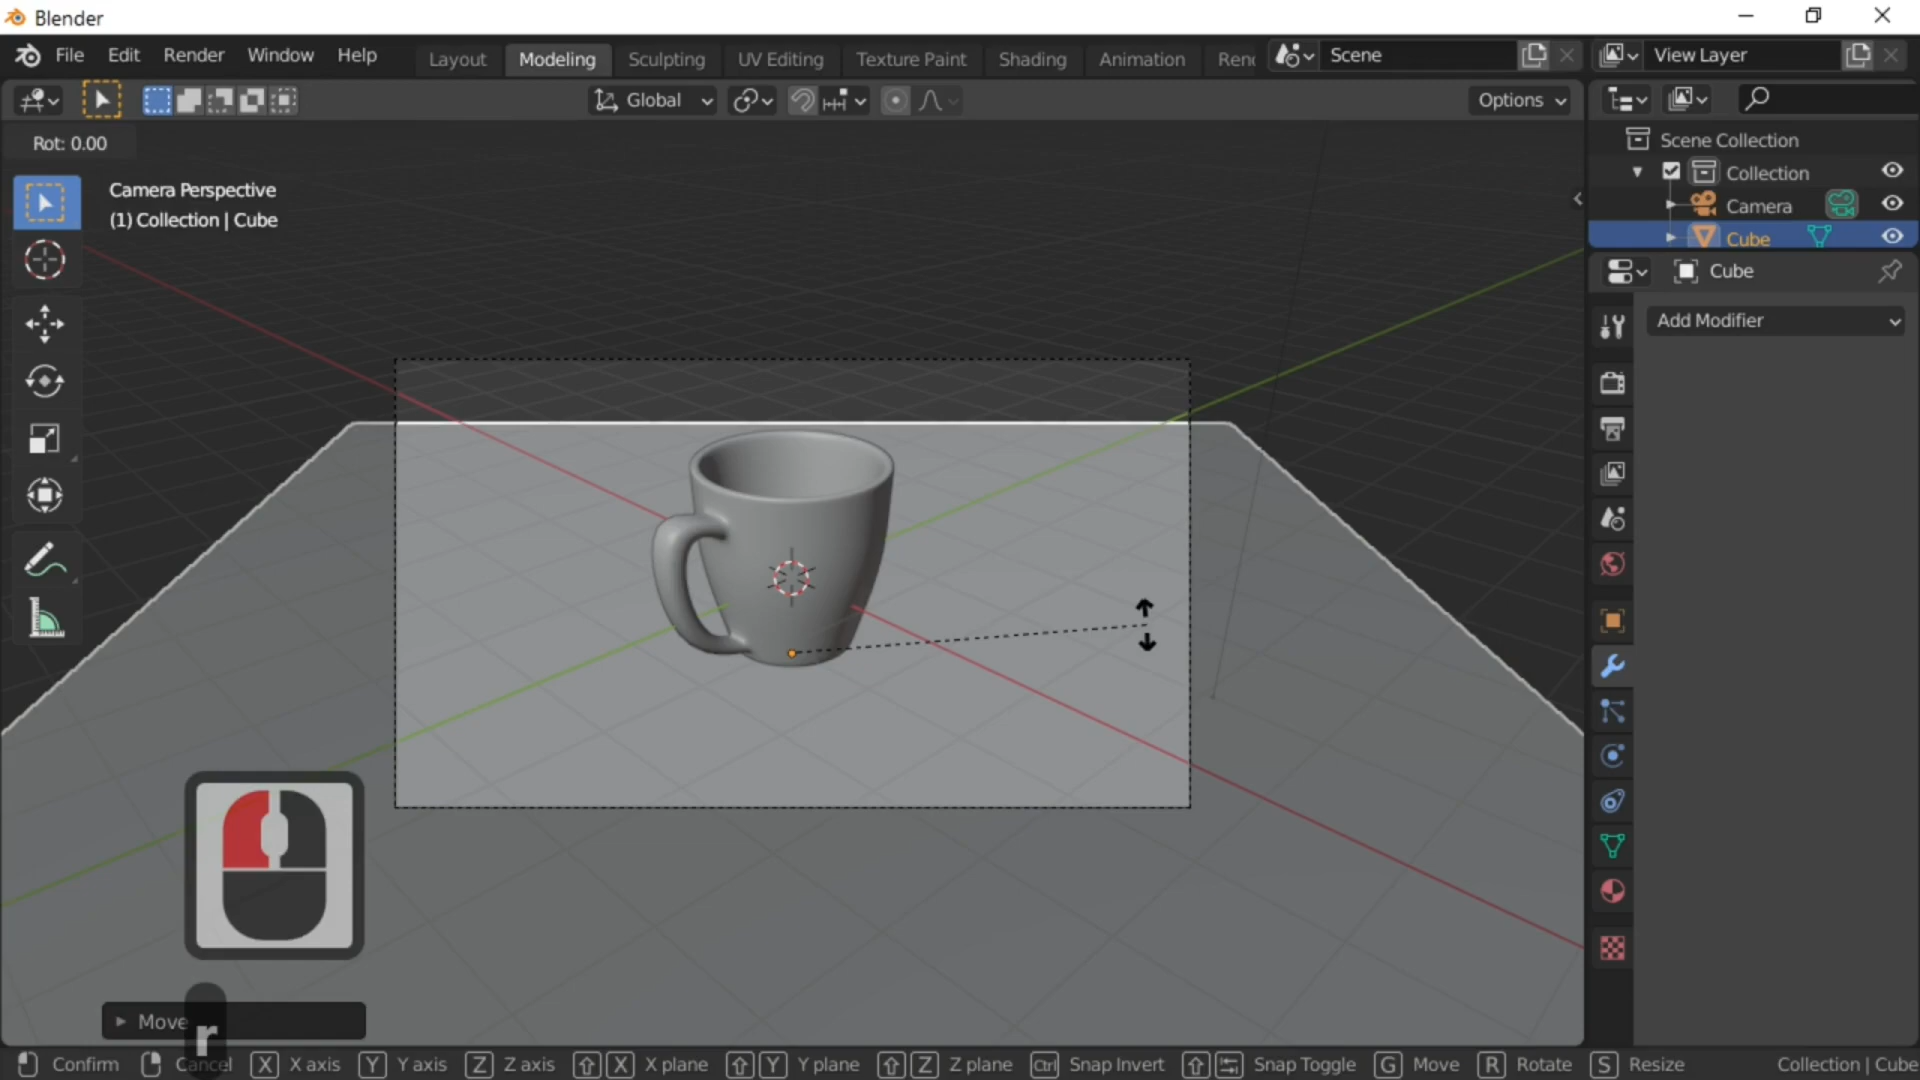 Blender
File Edit Render Window Help Layout Modeling Sculpting UV Editing Texture Paint Shading Animation Scene View Layer
Global Options
Rot: 0.00
Scene Collection
Camera Perspective
Collection
(1) Collection | Cube
Camera
Cube
Cube
Add Modifier
Move
r
Confirm Cancel X X axis Y Y axis Z Z axis X X plane Y Y plane Z Z plane Ctrl Snap Invert Snap Toggle G Move R Rotate S Resize Collection | Cube